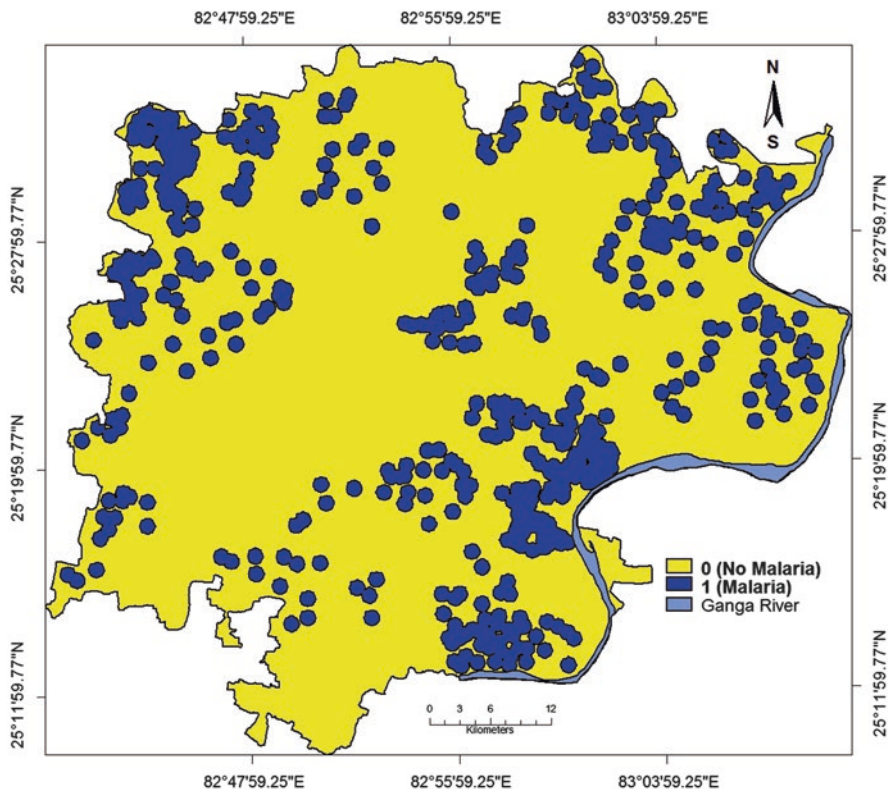 82°47'59.25"E 82°55'59.25"E 83°03'59.25"E
N
S
25°27'59.77"N 25°27'59.77"N
25°19'59.77"N 25°19'59.77"N
0 (No Malaria)
1 (Malaria)
Ganga River
25°11'59.77"N 25°11'59.77"N
0 3 6 12
Kilometers
82°47'59.25"E 82°55'59.25"E 83°03'59.25"E